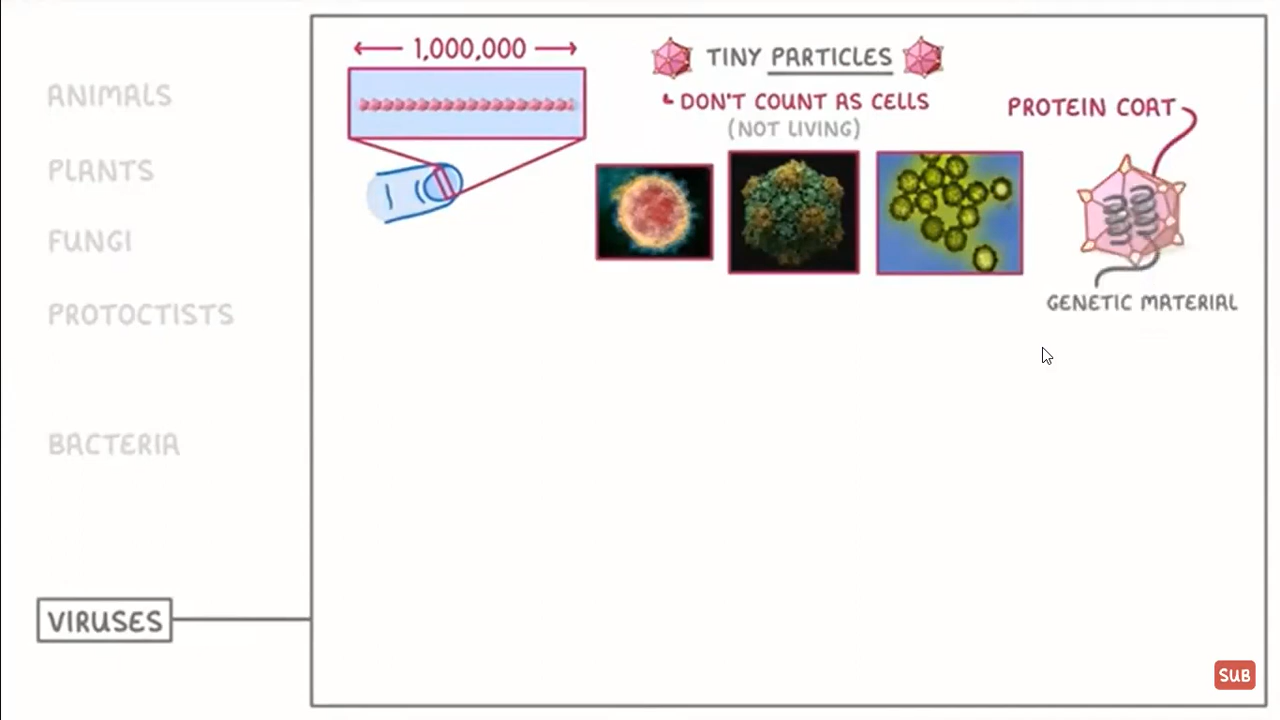 ANIMALS
PLANTS
FUNGI
PROTOCTISTS
BACTERIA
VIRUSES
1,000,000
TINY PARTICLES
DON'T COUNT AS CELLS
(NOT LIVING)
PROTEIN COAT
GENETIC MATERIAL
SUB